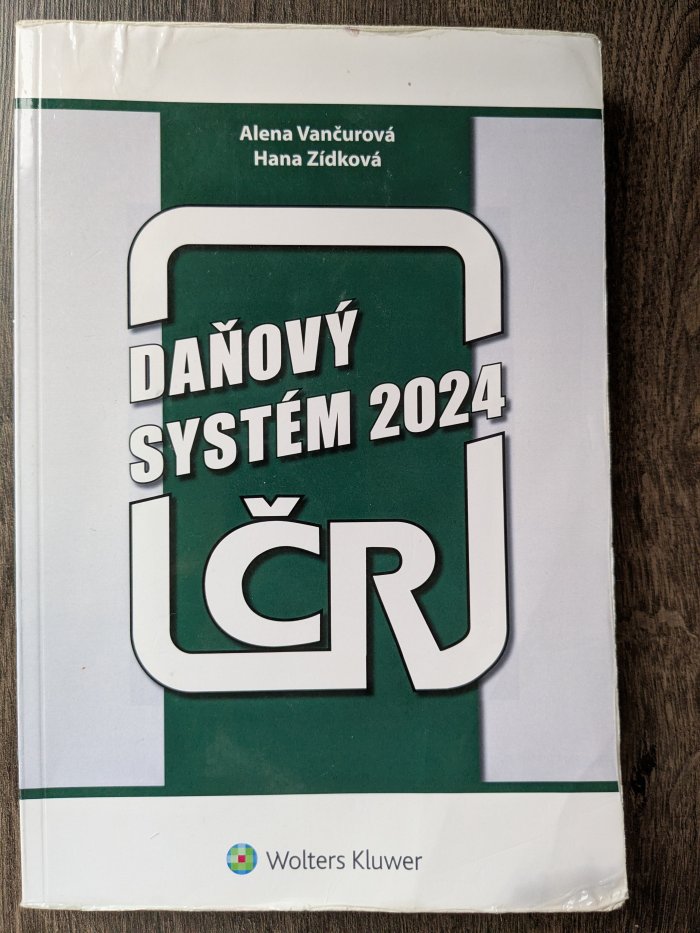 Alena Vančurová
Hana Zídková
DAŇOVÝ
SYSTÉM 2024
ČR
Wolters Kluwer